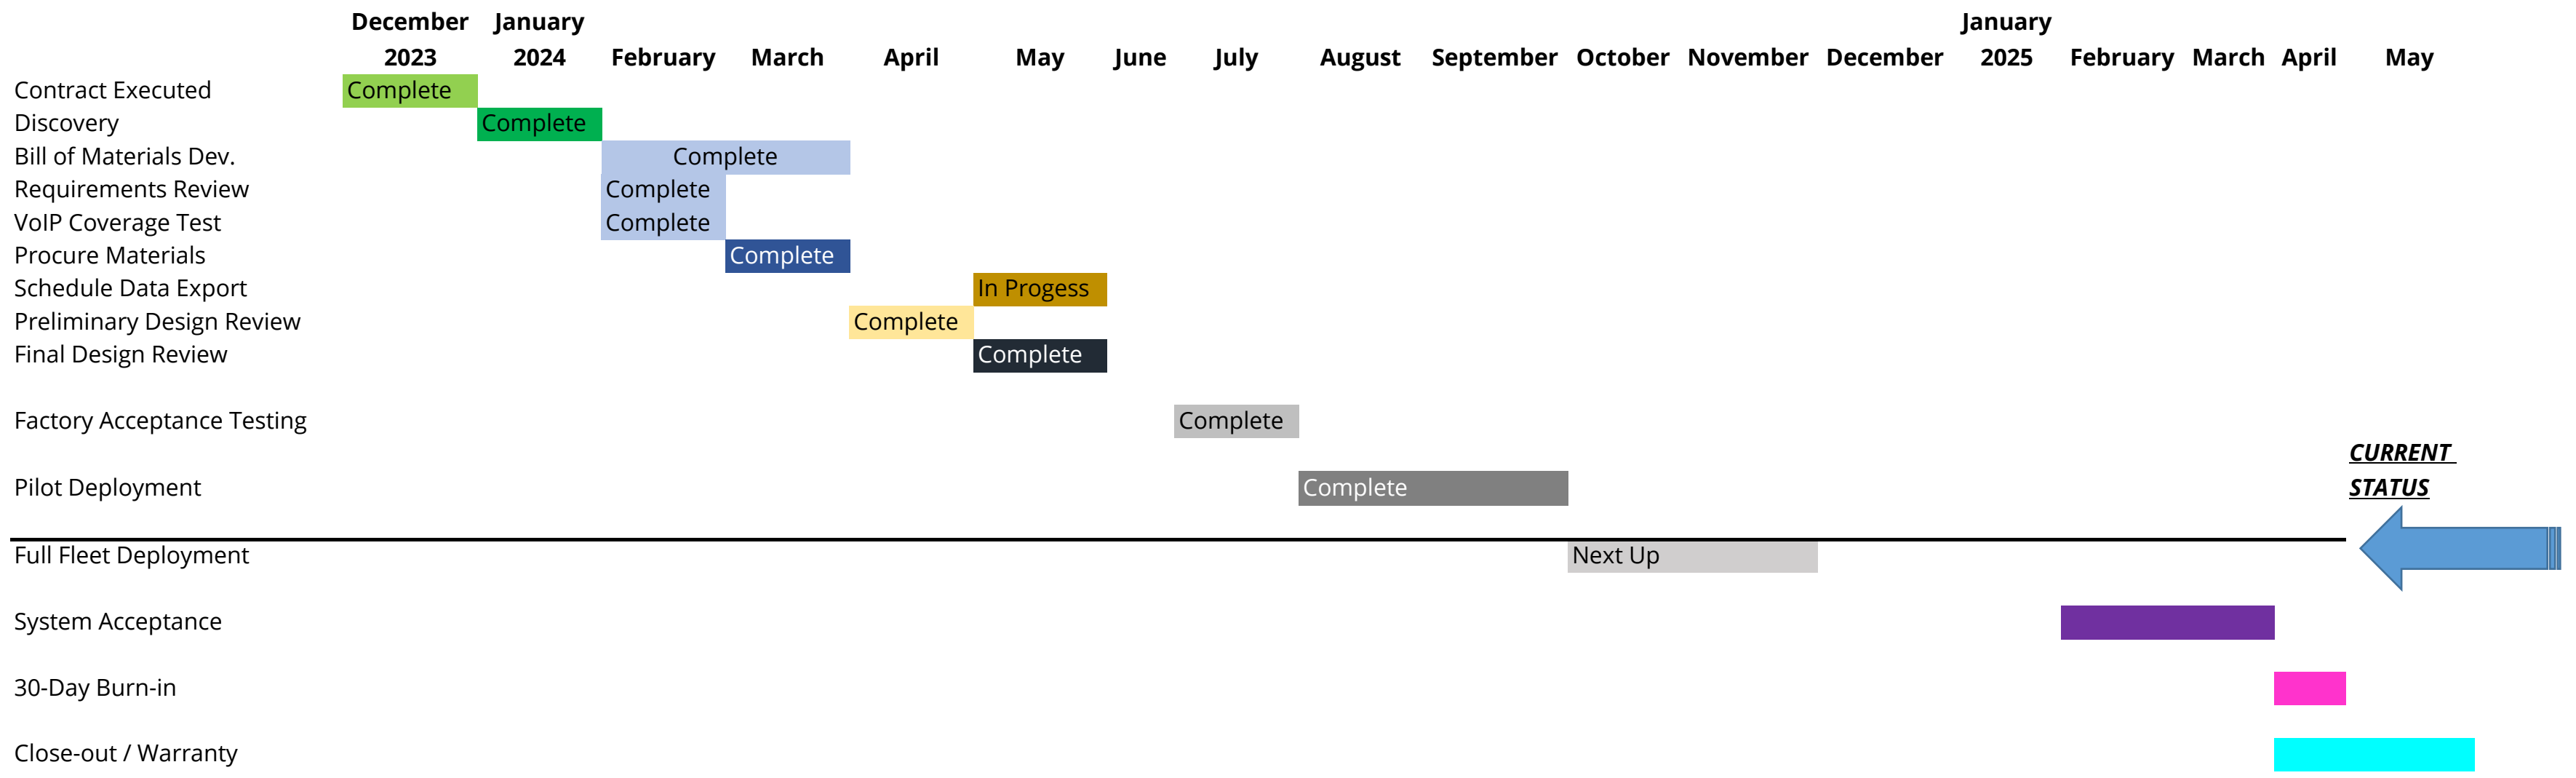 December January January
2023 2024 February March April May June July August September October November December 2025 February March April May
Contract Executed Complete
Discovery Complete
Bill of Materials Dev. Complete
Requirements Review Complete
VoIP Coverage Test Complete
Procure Materials Complete
Schedule Data Export In Progess
Preliminary Design Review Complete
Final Design Review Complete
Factory Acceptance Testing Complete
CURRENT
Pilot Deployment Complete STATUS
Full Fleet Deployment Next Up
System Acceptance
30-Day Burn-in
Close-out / Warranty